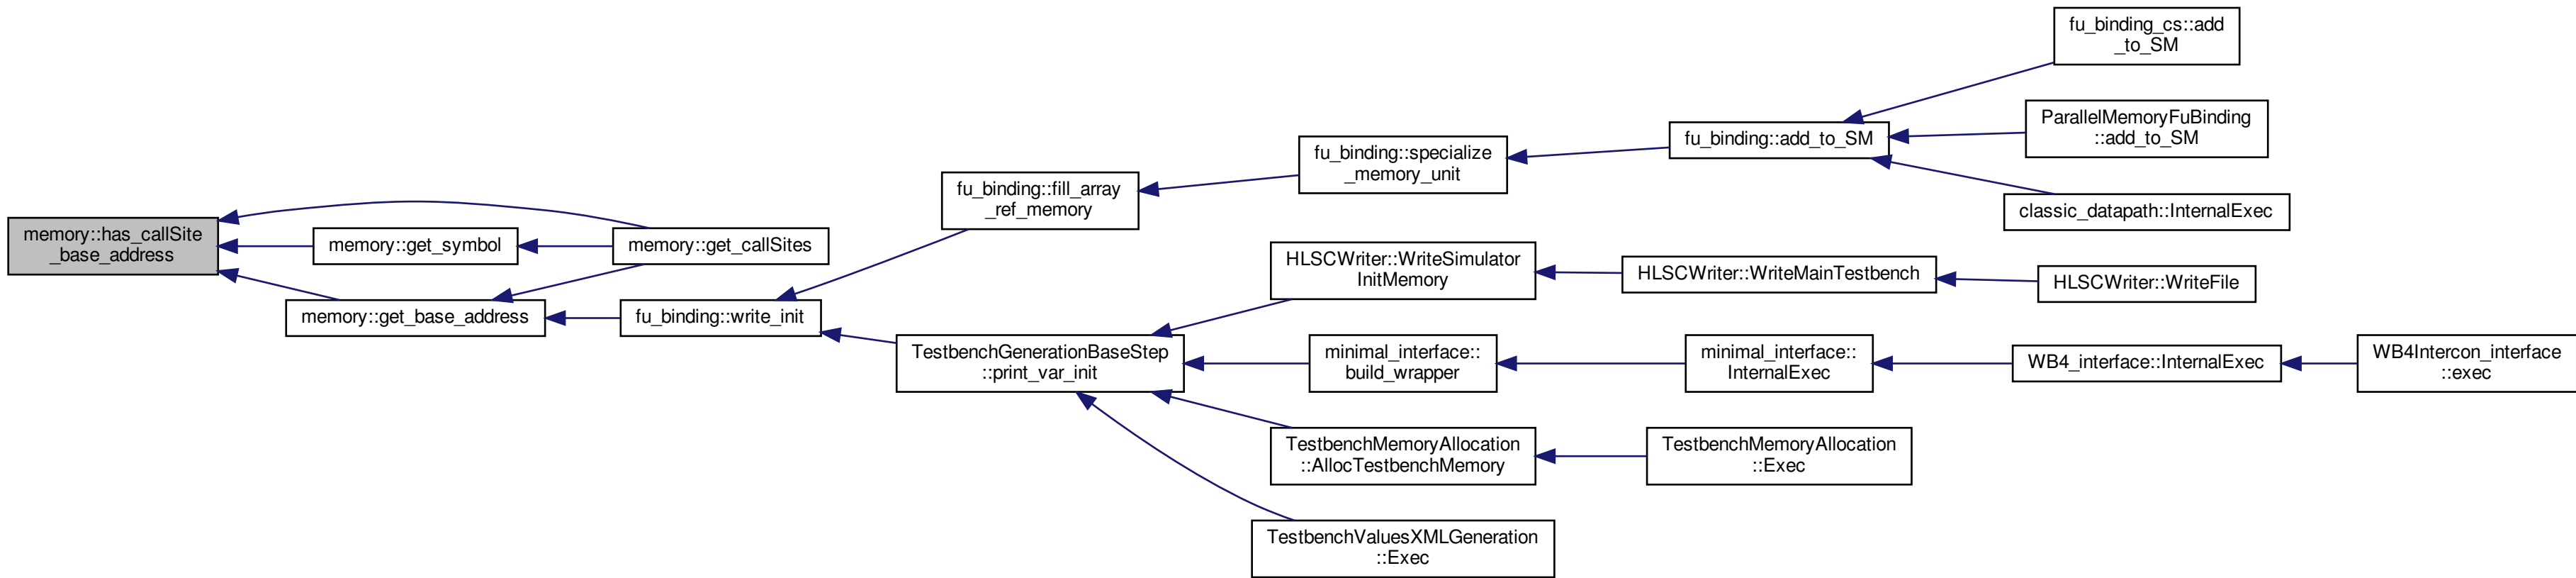 memory::has_callSite
_base_address
memory::get_symbol
memory::get_base_address
memory::get_callSites
fu_binding::write_init
fu_binding::fill_array
_ref_memory
TestbenchGenerationBaseStep
::print_var_init
fu_binding::specialize
_memory_unit
HLSCWriter::WriteSimulator
InitMemory
minimal_interface::
build_wrapper
TestbenchMemoryAllocation
::AllocTestbenchMemory
TestbenchValuesXMLGeneration
::Exec
fu_binding::add_to_SM
HLSCWriter::WriteMainTestbench
minimal_interface::
InternalExec
TestbenchMemoryAllocation
::Exec
fu_binding_cs::add
_to_SM
ParallelMemoryFuBinding
::add_to_SM
classic_datapath::InternalExec
HLSCWriter::WriteFile
WB4_interface::InternalExec
WB4Intercon_interface
::exec